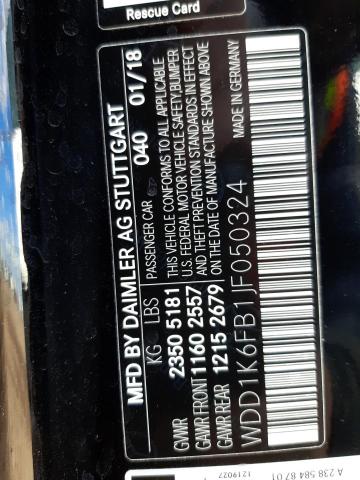 Rescue Card
MFD BY DAIMLER AG STUTTGART
040 01/18
KG LBS PASSENGER CAR
GVWR 2350 5181
GAWR FRONT 1160 2557
GAWR REAR 1215 2679
THIS VEHICLE CONFORMS TO ALL APPLICABLE
U.S. FEDERAL MOTOR VEHICLE SAFETY,BUMPER
AND THEFT PREVENTION STANDARDS IN EFFECT
ON THE DATE OF MANUFACTURE SHOWN ABOVE
WDD1K6FB1JF050324
MADE IN GERMANY
A 238 584 87 01
1219027